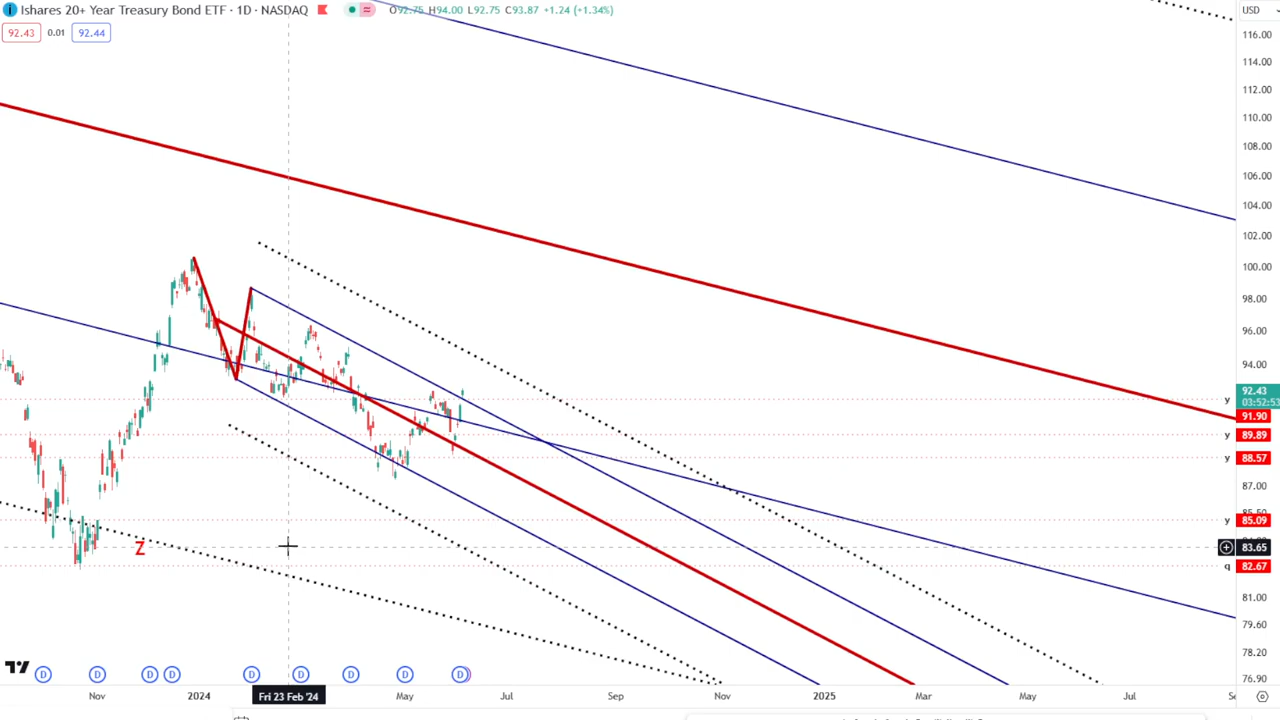 Ishares 20+ Year Treasury Bond ETF · 1D · NASDAQ
O92.75 H94.00 L92.75 C93.87 +1.24 (+1.34%)
USD
92.43 0.01 92.44
116.00
114.00
112.00
110.00
108.00
106.00
104.00
102.00
100.00
98.00
96.00
94.00
92.43
03:52:53
y
91.90
y 89.89
y 88.57
87.00
y 85.09
83.65
q 82.67
81.00
79.60
78.20
76.90
Z
D D D D D D D D D
Nov 2024 Fri 23 Feb '24 May Jul Sep Nov 2025 Mar May Jul